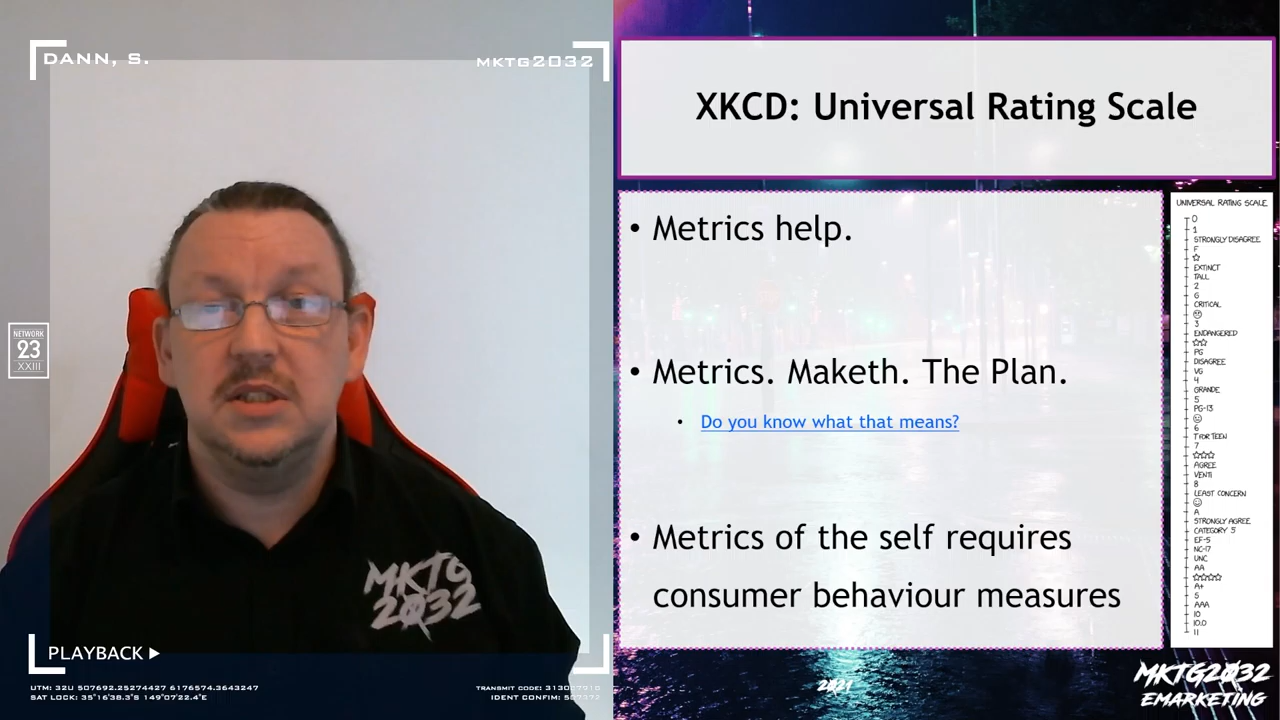 DANN, S.
MKTG2032
NETWORK
23
XXIII
MKTG
2032
PLAYBACK
UTM: 32U 507692.25274427 6176574.3643247
SAT LOCK: 35°16'38.3"S 149°07'22.4"E
TRANSMIT CODE:
IDENT CONFIM:
XKCD: Universal Rating Scale
• Metrics help.
• Metrics. Maketh. The Plan.
• Do you know what that means?
• Metrics of the self requires
consumer behaviour measures
UNIVERSAL RATING SCALE
0
1
STRONGLY DISAGREE
F
☆
EXTINCT
TALL
2
G
CRITICAL
3
ENDANGERED
☆☆
PG
DISAGREE
VG
4
GRANDE
5
PG-13
6
T FOR TEEN
7
☆☆☆
AGREE
VENTI
8
LEAST CONCERN
A
STRONGLY AGREE
CATEGORY 5
EF-5
NC-17
UNC
AA
☆☆☆☆
A+
S
AAA
10
10.0
11
2021
MKTG2032
EMARKETING